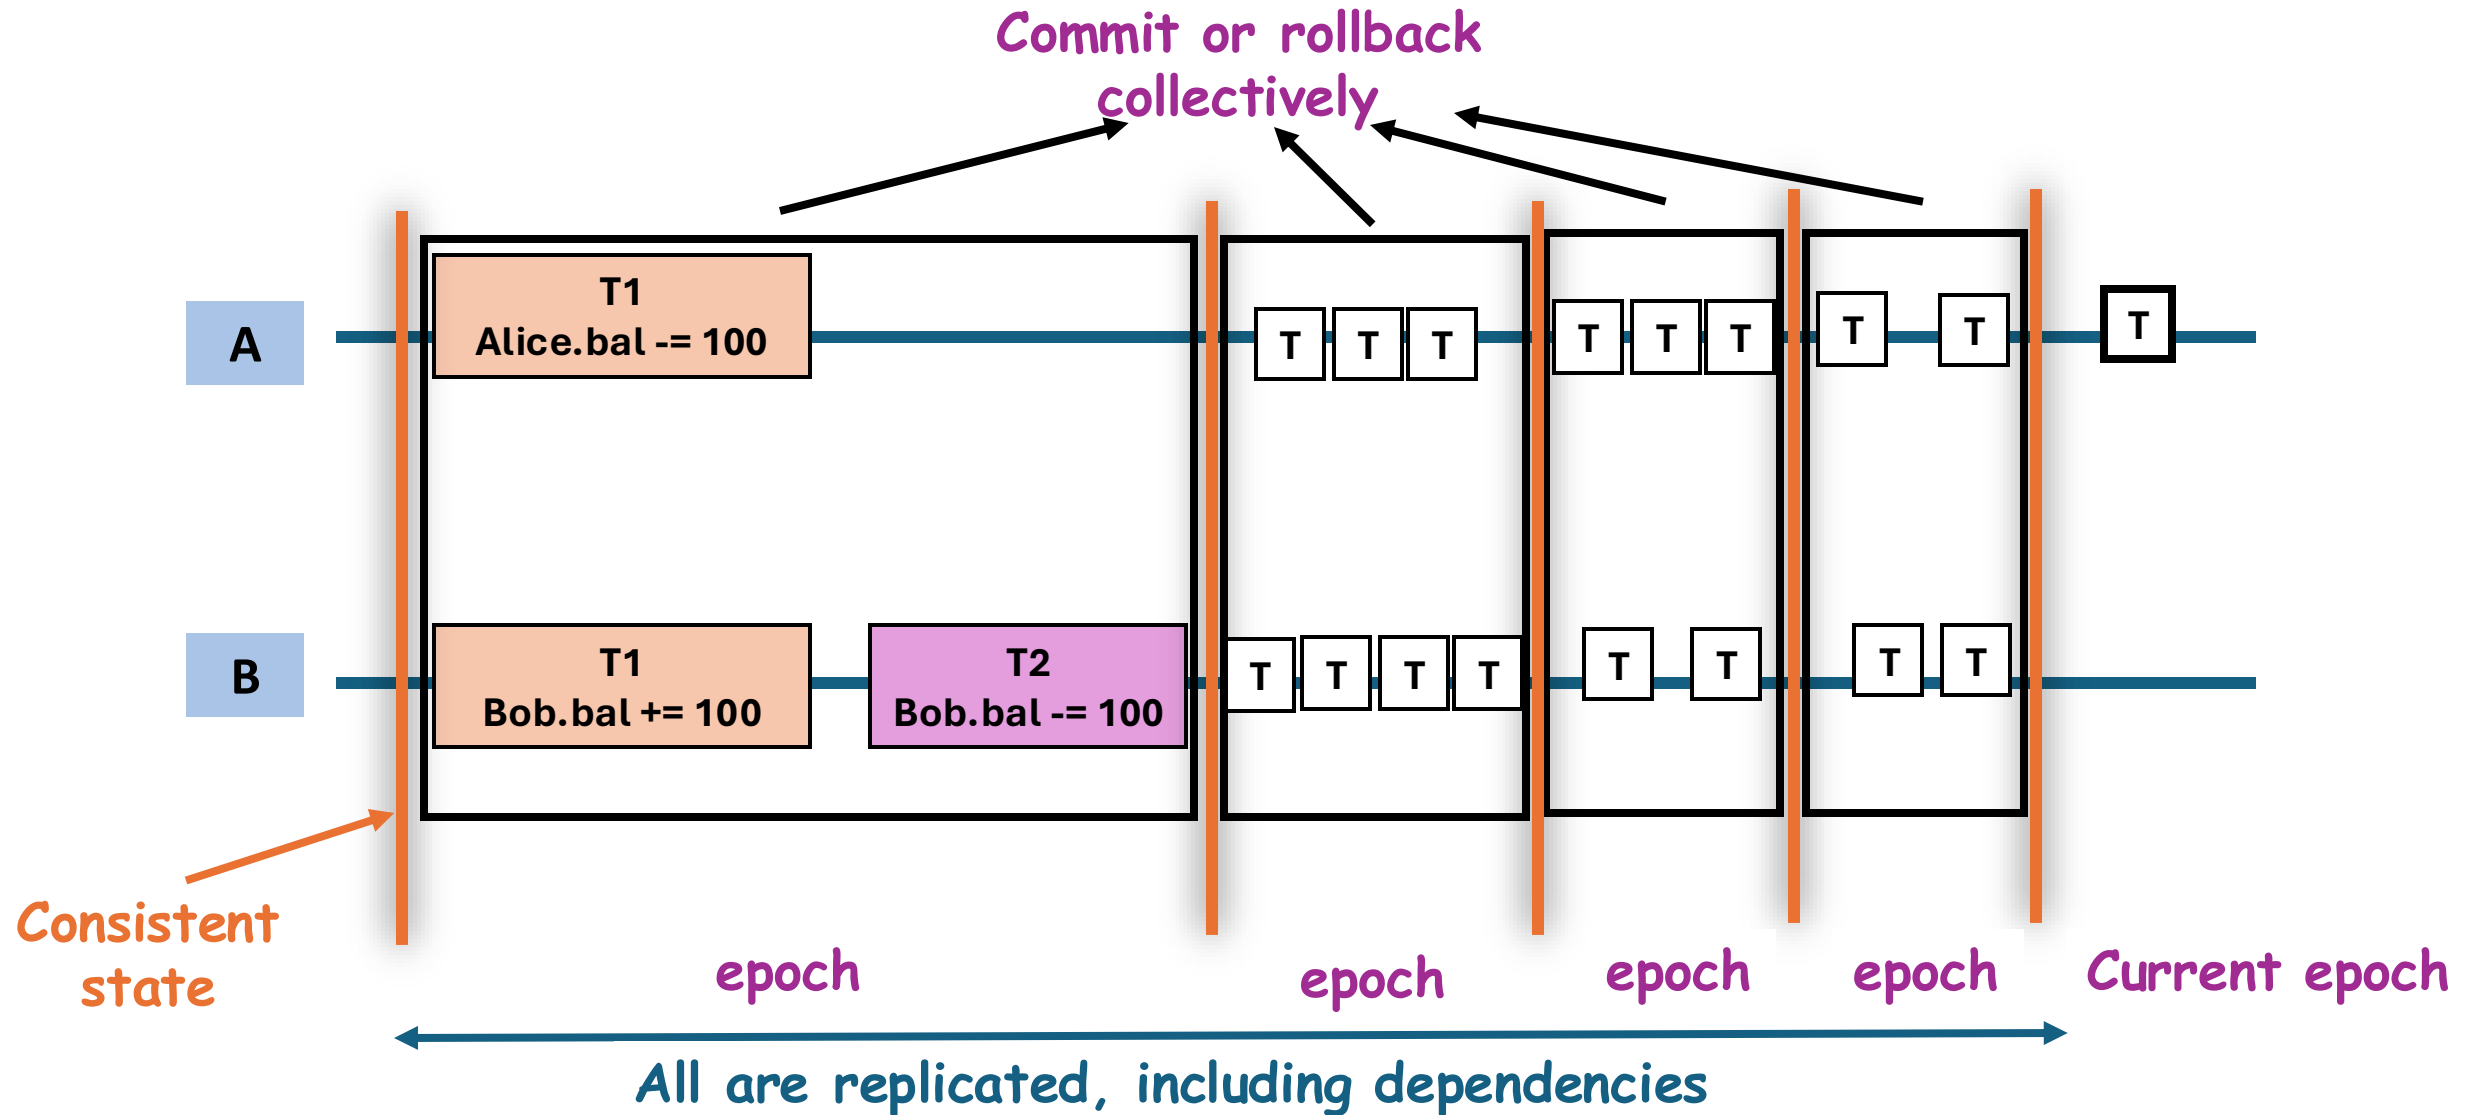 Commit or rollback
collectively
A
T1
Alice.bal -= 100
T T T
T T T
T T
T
B
T1
Bob.bal += 100
T2
Bob.bal -= 100
T T T T
T T
T T
Consistent
state
epoch
epoch
epoch
epoch
Current epoch
All are replicated, including dependencies